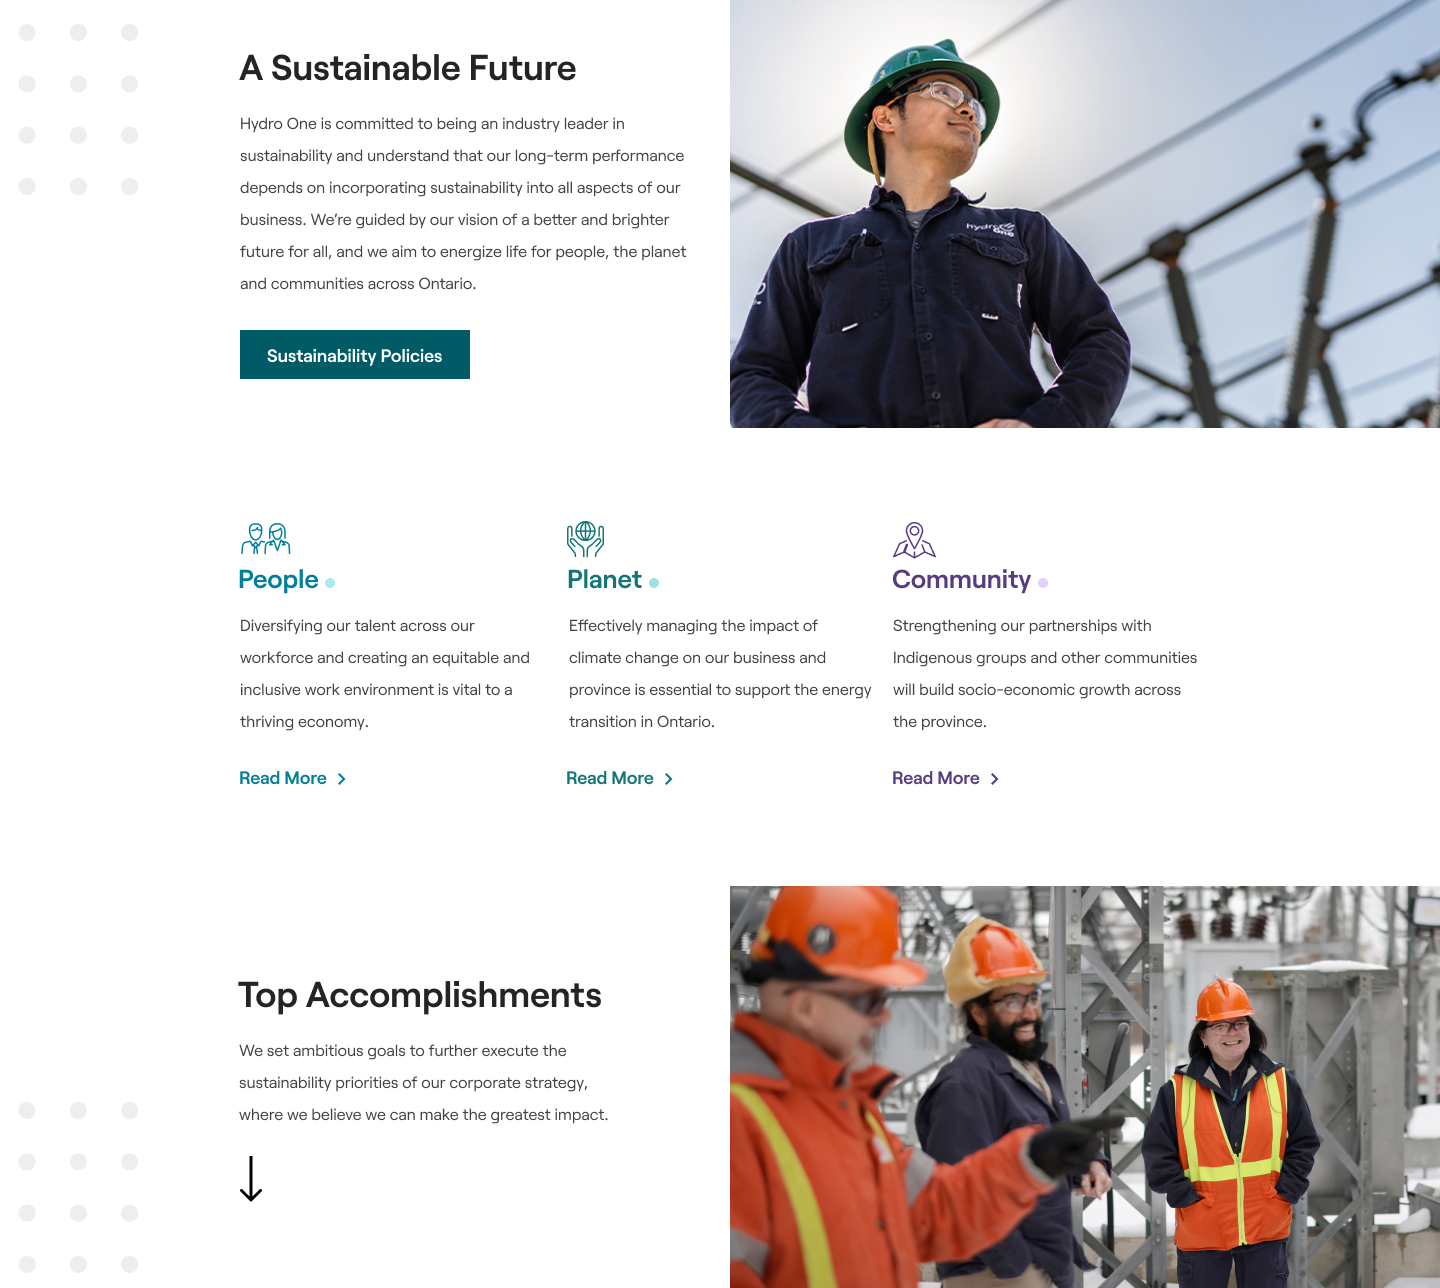 A Sustainable Future
Hydro One is committed to being an industry leader in
sustainability and understand that our long-term performance
depends on incorporating sustainability into all aspects of our
business. We’re guided by our vision of a better and brighter
future for all, and we aim to energize life for people, the planet
and communities across Ontario.
Sustainability Policies
hydro
one
People
Diversifying our talent across our
workforce and creating an equitable and
inclusive work environment is vital to a
thriving economy.
Read More
Planet
Effectively managing the impact of
climate change on our business and
province is essential to support the energy
transition in Ontario.
Read More
Community
Strengthening our partnerships with
Indigenous groups and other communities
will build socio-economic growth across
the province.
Read More
Top Accomplishments
We set ambitious goals to further execute the
sustainability priorities of our corporate strategy,
where we believe we can make the greatest impact.